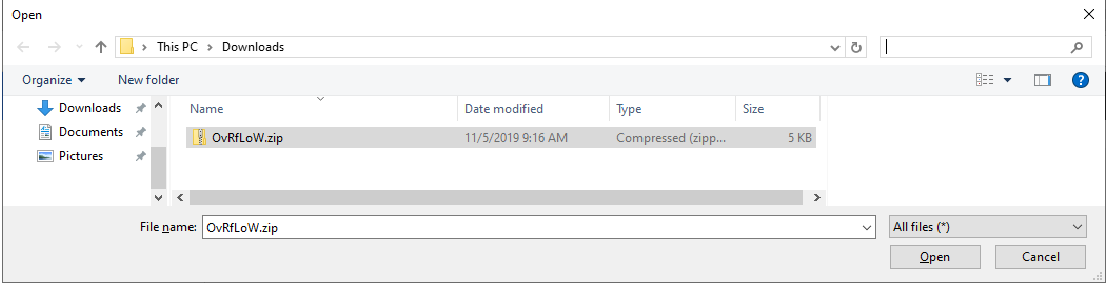 Open
This PC > Downloads
Organize New folder
Downloads
Documents
Pictures
Name Date modified Type Size
OvRfLoW.zip 11/5/2019 9:16 AM Compressed (zipp... 5 KB
File name: OvRfLoW.zip All files (*)
Open Cancel